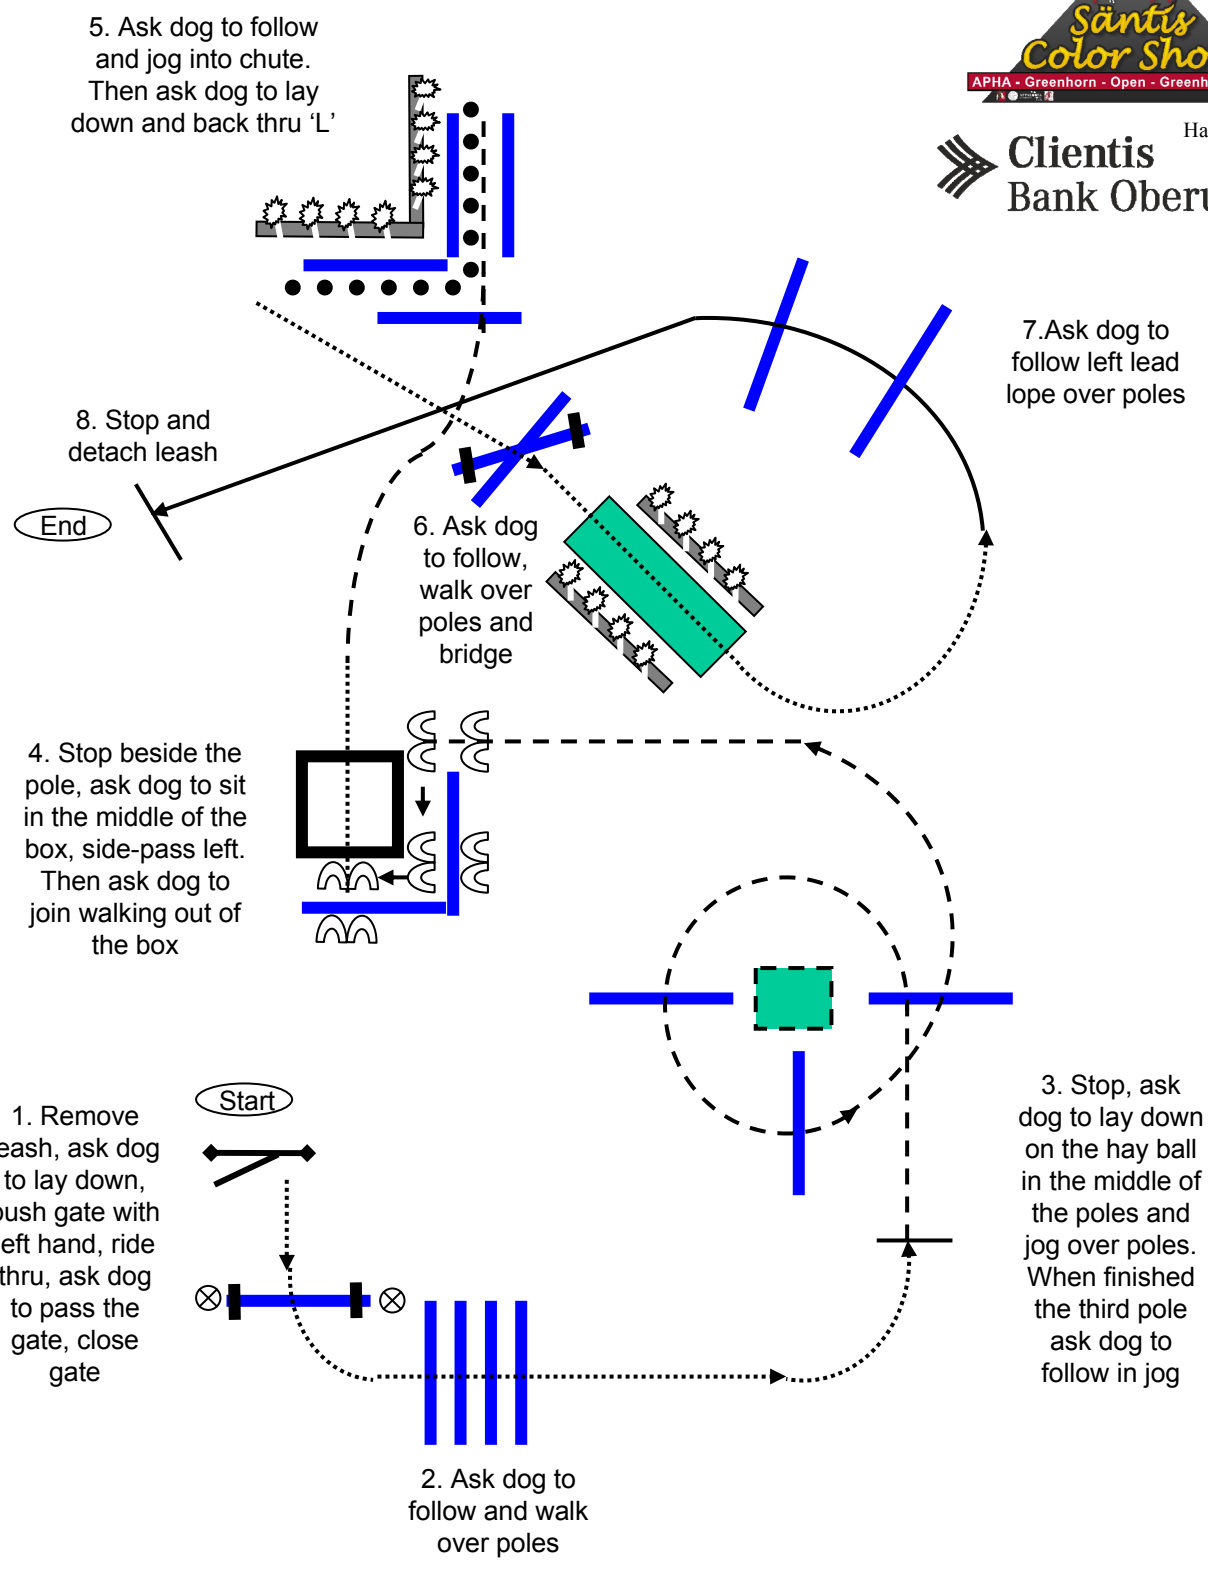 5. Ask dog to follow
and jog into chute.
Then ask dog to lay
down and back thru ‘L’
Säntis
Color Sho
APHA - Greenhorn - Open - Greenh
Ha
Clientis
Bank Oberu
7.Ask dog to
follow left lead
lope over poles
8. Stop and
detach leash
End
6. Ask dog
to follow,
walk over
poles and
bridge
4. Stop beside the
pole, ask dog to sit
in the middle of the
box, side-pass left.
Then ask dog to
join walking out of
the box
Start
1. Remove
eash, ask dog
to lay down,
push gate with
eft hand, ride
thru, ask dog
to pass the
gate, close
gate
3. Stop, ask
dog to lay down
on the hay ball
in the middle of
the poles and
jog over poles.
When finished
the third pole
ask dog to
follow in jog
2. Ask dog to
follow and walk
over poles